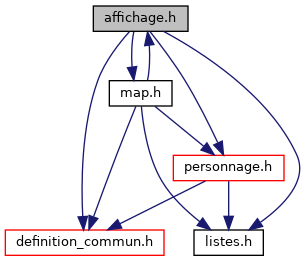 affichage.h
map.h
personnage.h
definition_commun.h
listes.h